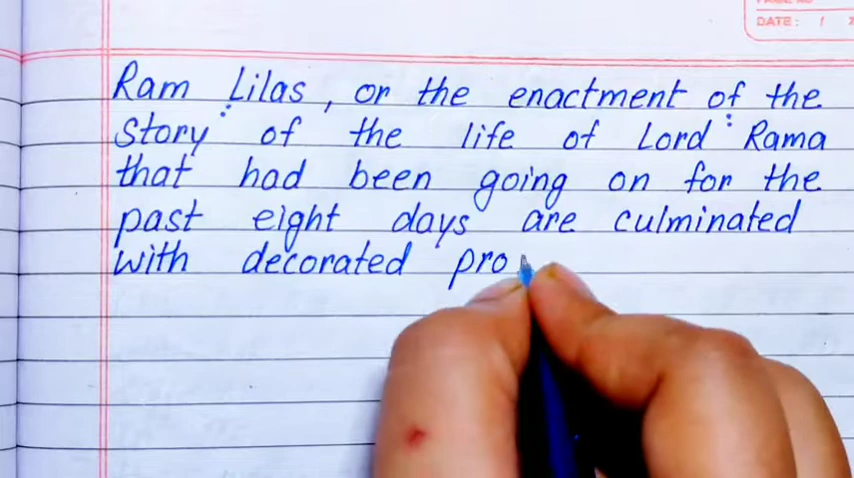 DATE: /
Ram Lilas, or the enactment of the
story of the life of Lord Rama
that had been going on for the
past eight days are culminated
with decorated pro